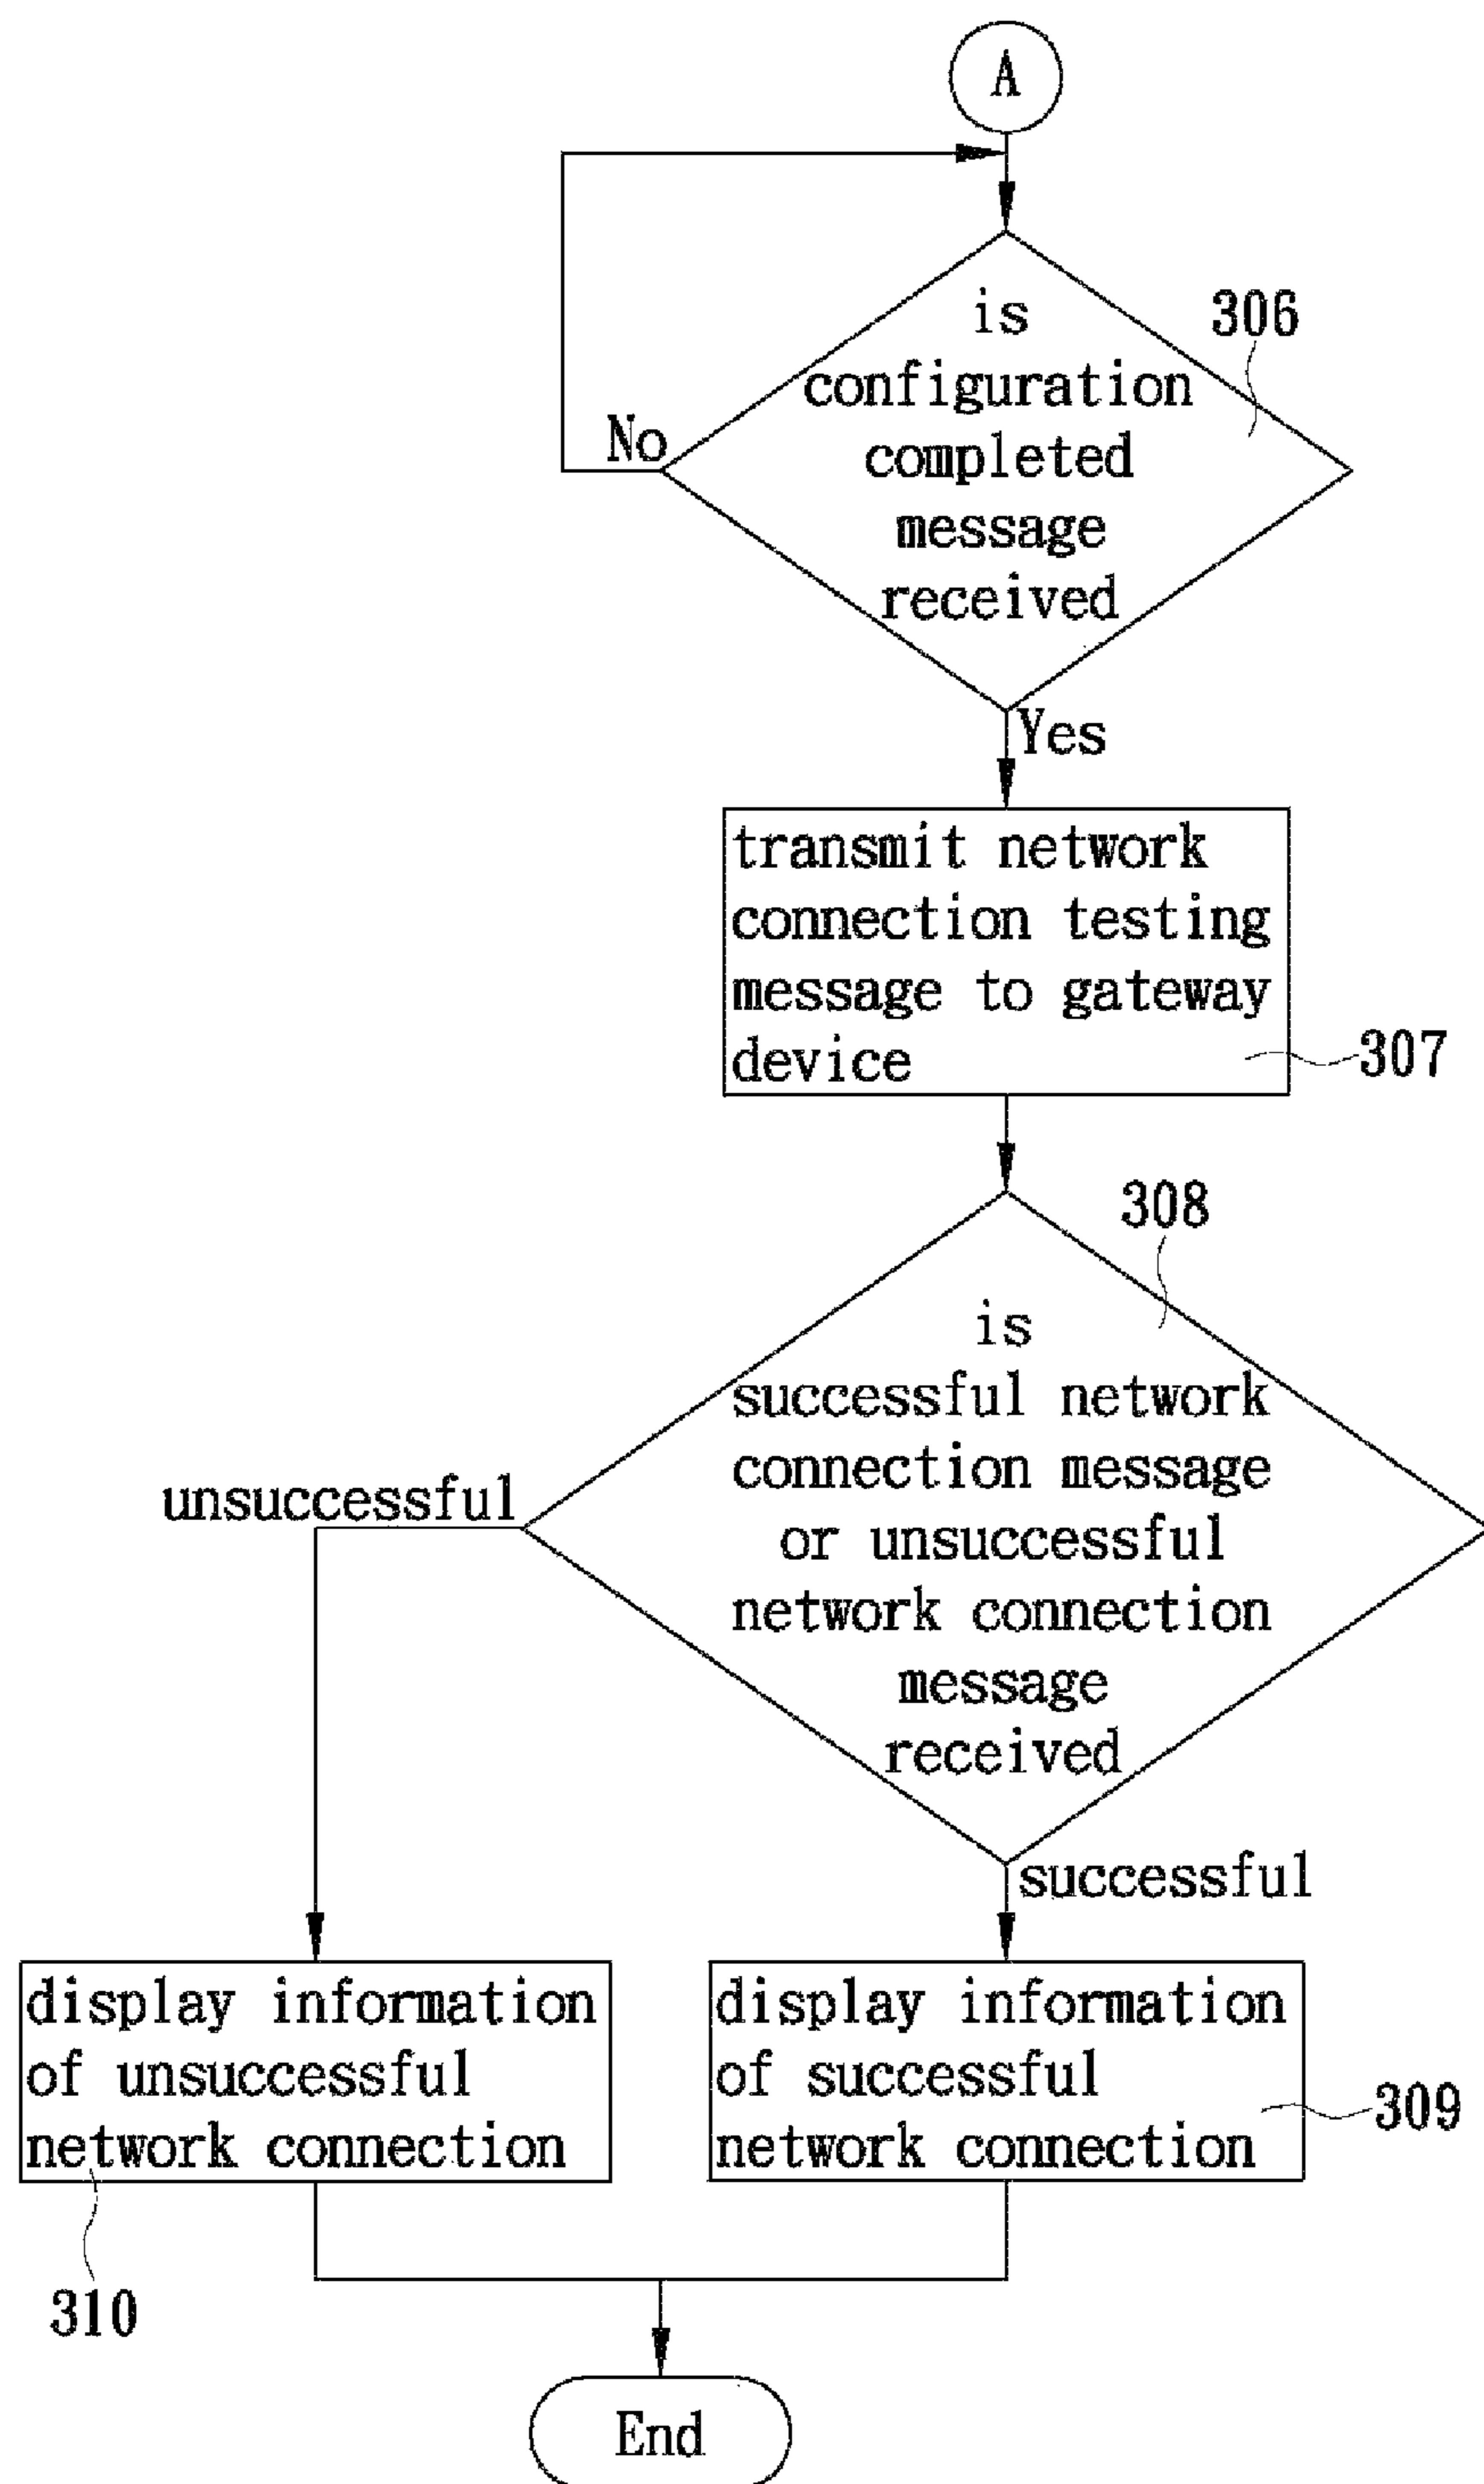 A
is
configuration
completed
message
received
306
No
Yes
transmit network
connection testing
message to gateway
device
307
308
is
successful network
connection message
or unsuccessful
network connection
message
received
unsuccessful
successful
display information
of unsuccessful
network connection
310
display information
of successful
network connection
309
End